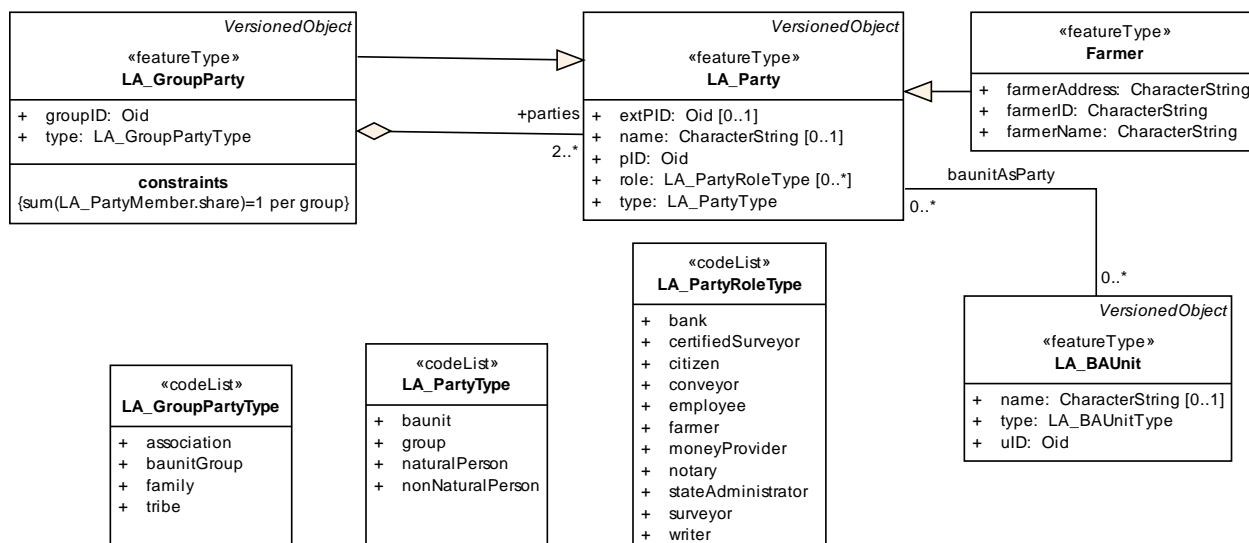 VersionedObject
«featureType»
LA_GroupParty
+ groupID: Oid
+ type: LA_GroupPartyType
constraints
{sum(LA_PartyMember.share)=1 per group}
+parties
2..*
VersionedObject
«featureType»
LA_Party
+ extPID: Oid [0..1]
+ name: CharacterString [0..1]
+ pID: Oid
+ role: LA_PartyRoleType [0..*]
+ type: LA_PartyType
«featureType»
Farmer
+ farmerAddress: CharacterString
+ farmerID: CharacterString
+ farmerName: CharacterString
baunitAsParty
0..*
0..*
VersionedObject
«featureType»
LA_BAUnit
+ name: CharacterString [0..1]
+ type: LA_BAUnitType
+ uID: Oid
«codeList»
LA_GroupPartyType
+ association
+ baunitGroup
+ family
+ tribe
«codeList»
LA_PartyType
+ baunit
+ group
+ naturalPerson
+ nonNaturalPerson
«codeList»
LA_PartyRoleType
+ bank
+ certifiedSurveyor
+ citizen
+ conveyor
+ employee
+ farmer
+ moneyProvider
+ notary
+ stateAdministrator
+ surveyor
+ writer